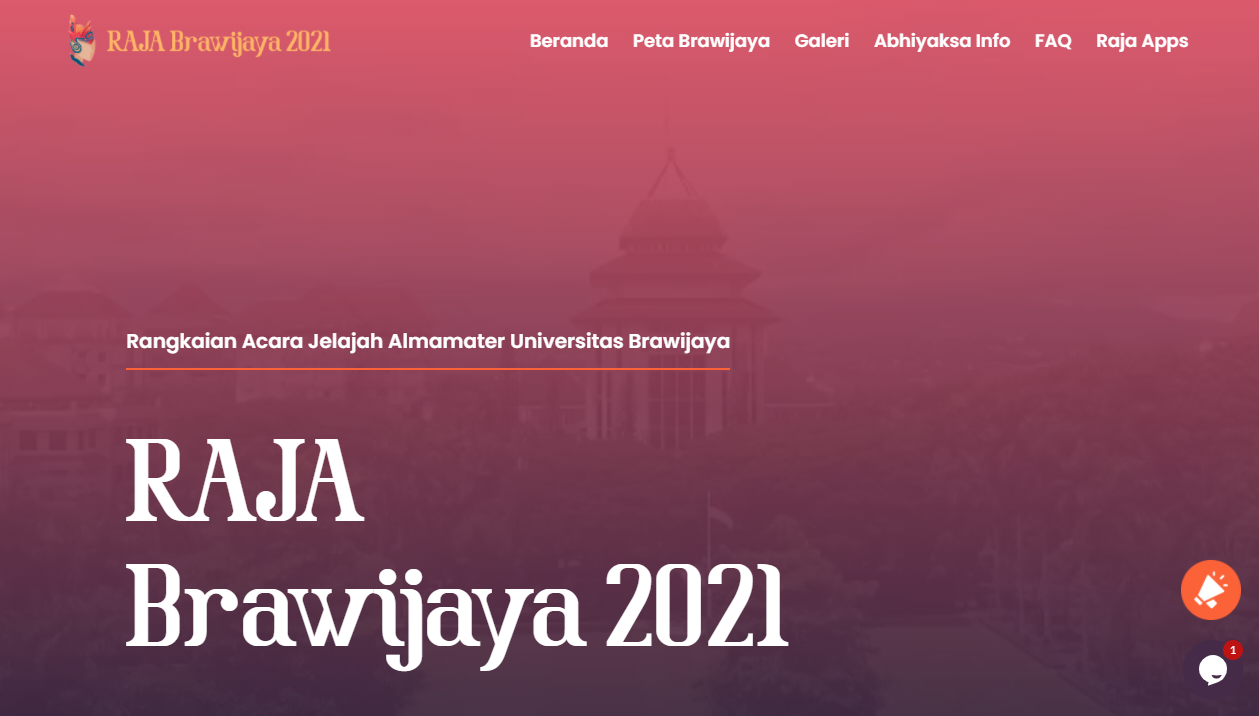 RAJA Brawijaya 2021
Beranda Peta Brawijaya Galeri Abhiyaksa Info FAQ Raja Apps
Rangkaian Acara Jelajah Almamater Universitas Brawijaya
RAJA
Brawijaya 2021
1